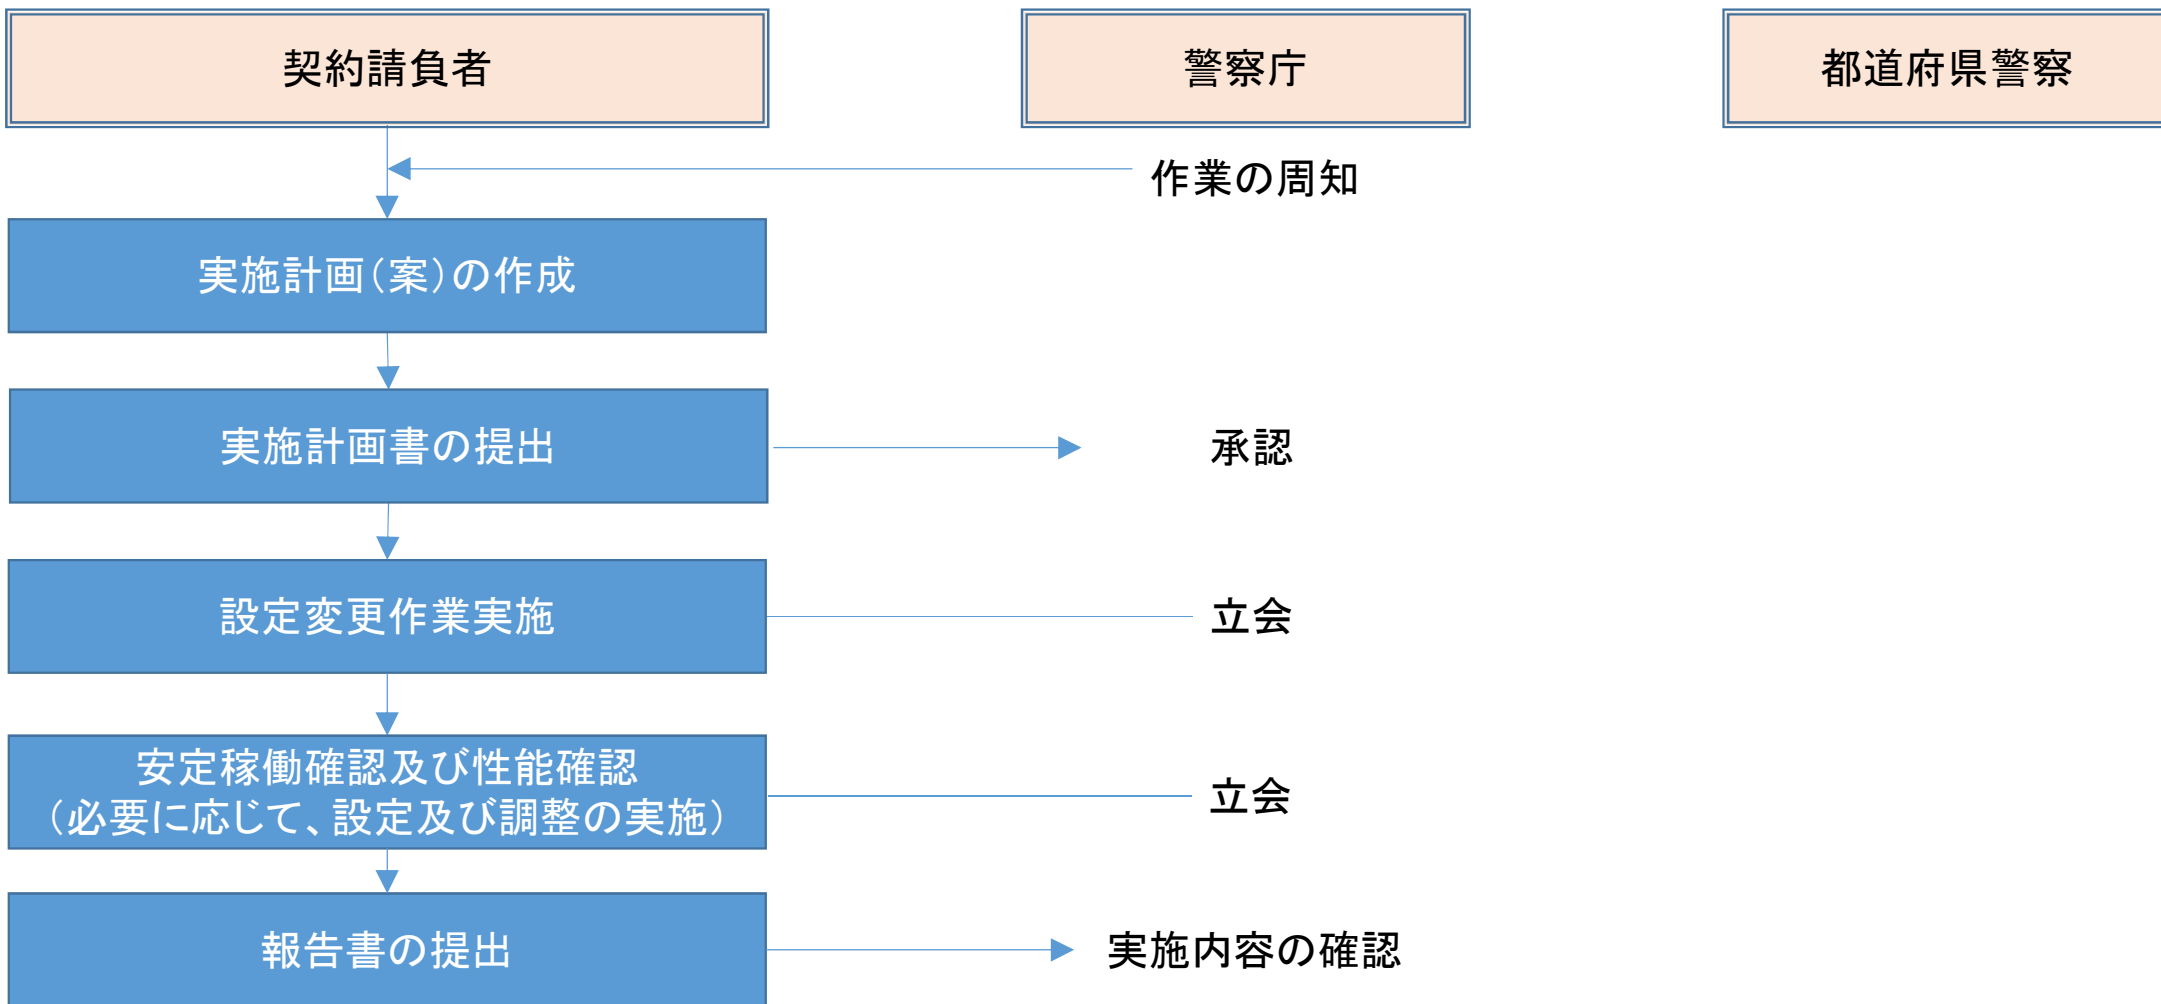 契約請負者
警察庁
都道府県警察
作業の周知
実施計画（案）の作成
実施計画書の提出
承認
設定変更作業実施
立会
安定稼働確認及び性能確認
（必要に応じて、設定及び調整の実施）
立会
報告書の提出
実施内容の確認